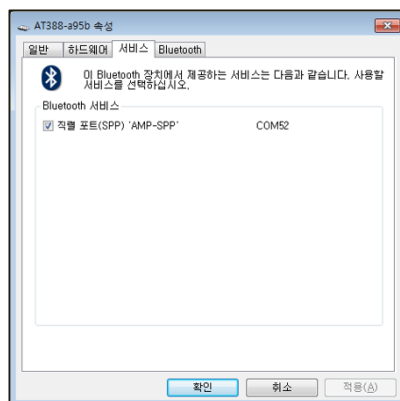 AT388-a95b 속성
일반 하드웨어 서비스 Bluetooth
이 Bluetooth 장치에서 제공하는 서비스는 다음과 같습니다. 사용할
서비스를 선택하십시오.
Bluetooth 서비스
직렬 포트(SPP) 'AMP-SPP' COM52
확인 취소 적용(A)